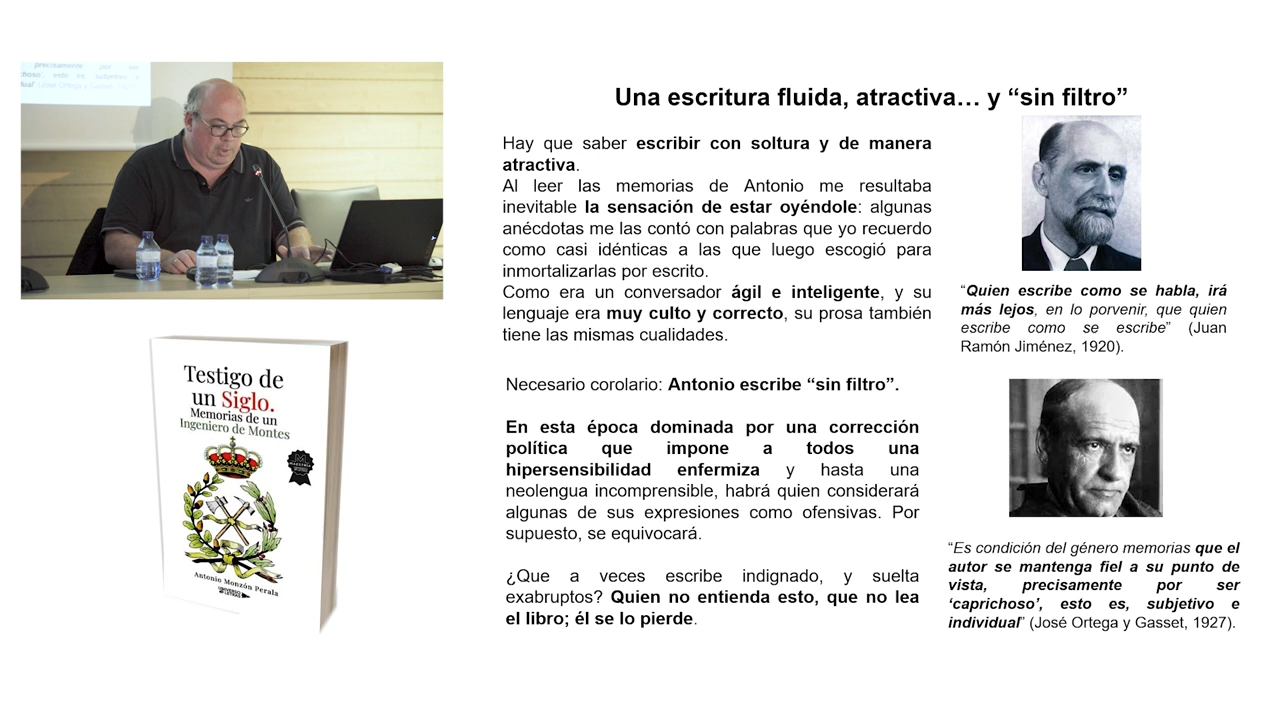 precisamente por ser
Una escritura fluida, atractiva… y “sin filtro”
Hay que saber escribir con soltura y de manera
atractiva.
Al leer las memorias de Antonio me resultaba
inevitable la sensación de estar oyéndole: algunas
anécdotas me las contó con palabras que yo recuerdo
como casi idénticas a las que luego escogió para
inmortalizarlas por escrito.
Como era un conversador ágil e inteligente, y su
lenguaje era muy culto y correcto, su prosa también
tiene las mismas cualidades.
Necesario corolario: Antonio escribe “sin filtro”.
En esta época dominada por una corrección
política que impone a todos una
hipersensibilidad enfermiza y hasta una
neolengua incomprensible, habrá quien considerará
algunas de sus expresiones como ofensivas. Por
supuesto, se equivocará.
¿Que a veces escribe indignado, y suelta
exabruptos? Quien no entienda esto, que no lea
el libro; él se lo pierde.
“Quien escribe como se habla, irá
más lejos, en lo porvenir, que quien
escribe como se escribe” (Juan
Ramón Jiménez, 1920).
“Es condición del género memorias que el
autor se mantenga fiel a su punto de
vista, precisamente por ser
‘caprichoso’, esto es, subjetivo e
individual” (José Ortega y Gasset, 1927).
Testigo de
un Siglo.
Memorias de un
Ingeniero de Montes
Antonio Monzón Perala
UNIVERSO
DE LETRAS